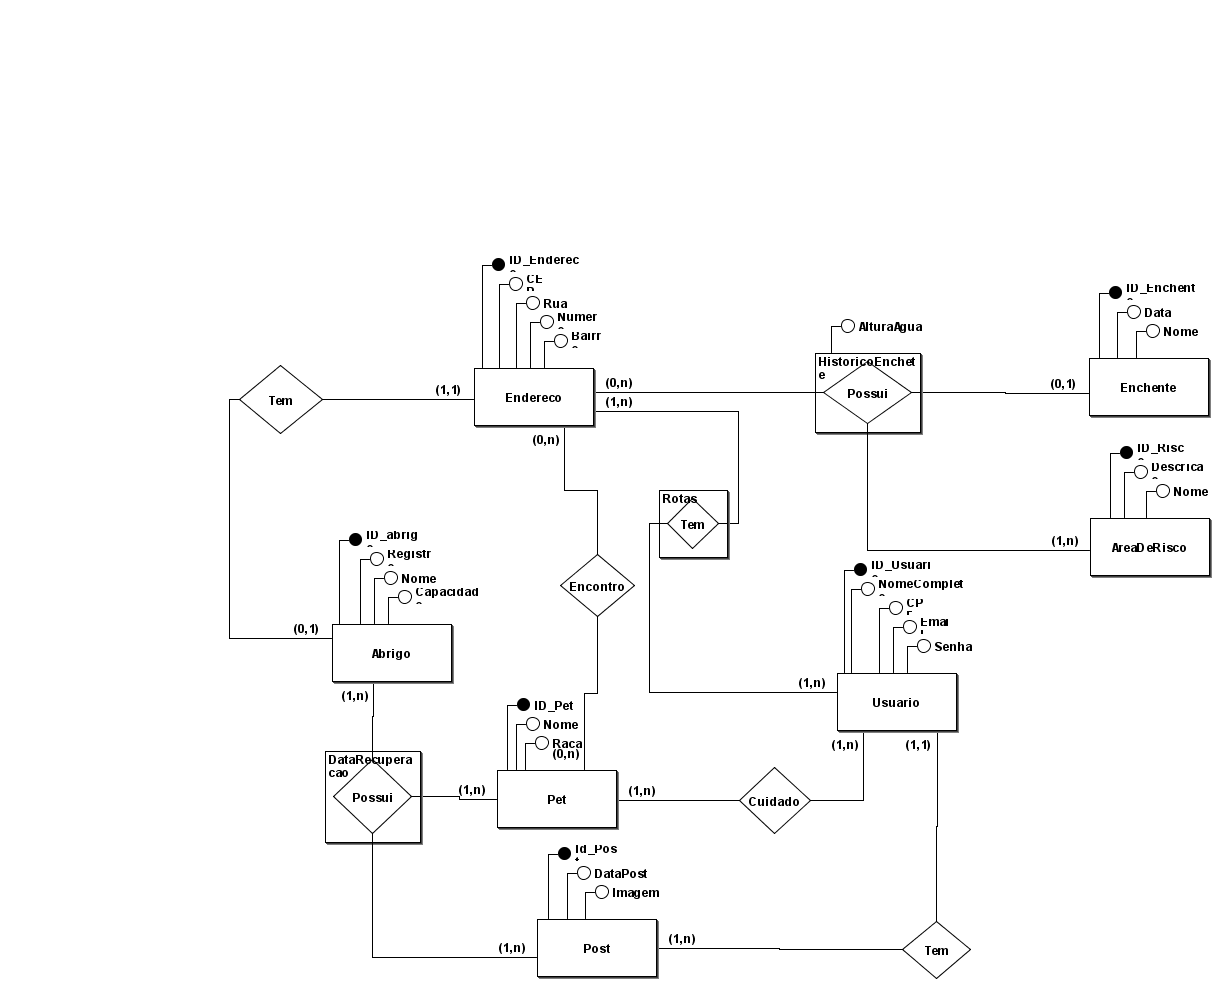 ID_Enderec
CE
Rua
Numer
Bairr
ID_Enchent
Data
Nome
AlturaAgua
HistoricoEnchet
e
(1,1)
Endereco
(0,n)
(1,n)
(0,n)
Tem
Possui
(0,1)
Enchente
ID_Risc
Descrica
Nome
(1,n)
AreaDeRisco
Rotas
Tem
ID_abrig
Registr
Nome
Capacidad
(0,1)
Abrigo
(1,n)
Encontro
ID_Usuari
NomeComplet
CP
Emai
Senha
(1,n)
Usuario
(1,n)
(1,1)
ID_Pet
Nome
Raca
(0,n)
DataRecupera
cao
Possui
(1,n)
Pet
(1,n)
Cuidado
Id_Pos
DataPost
Imagem
(1,n)
Post
(1,n)
Tem